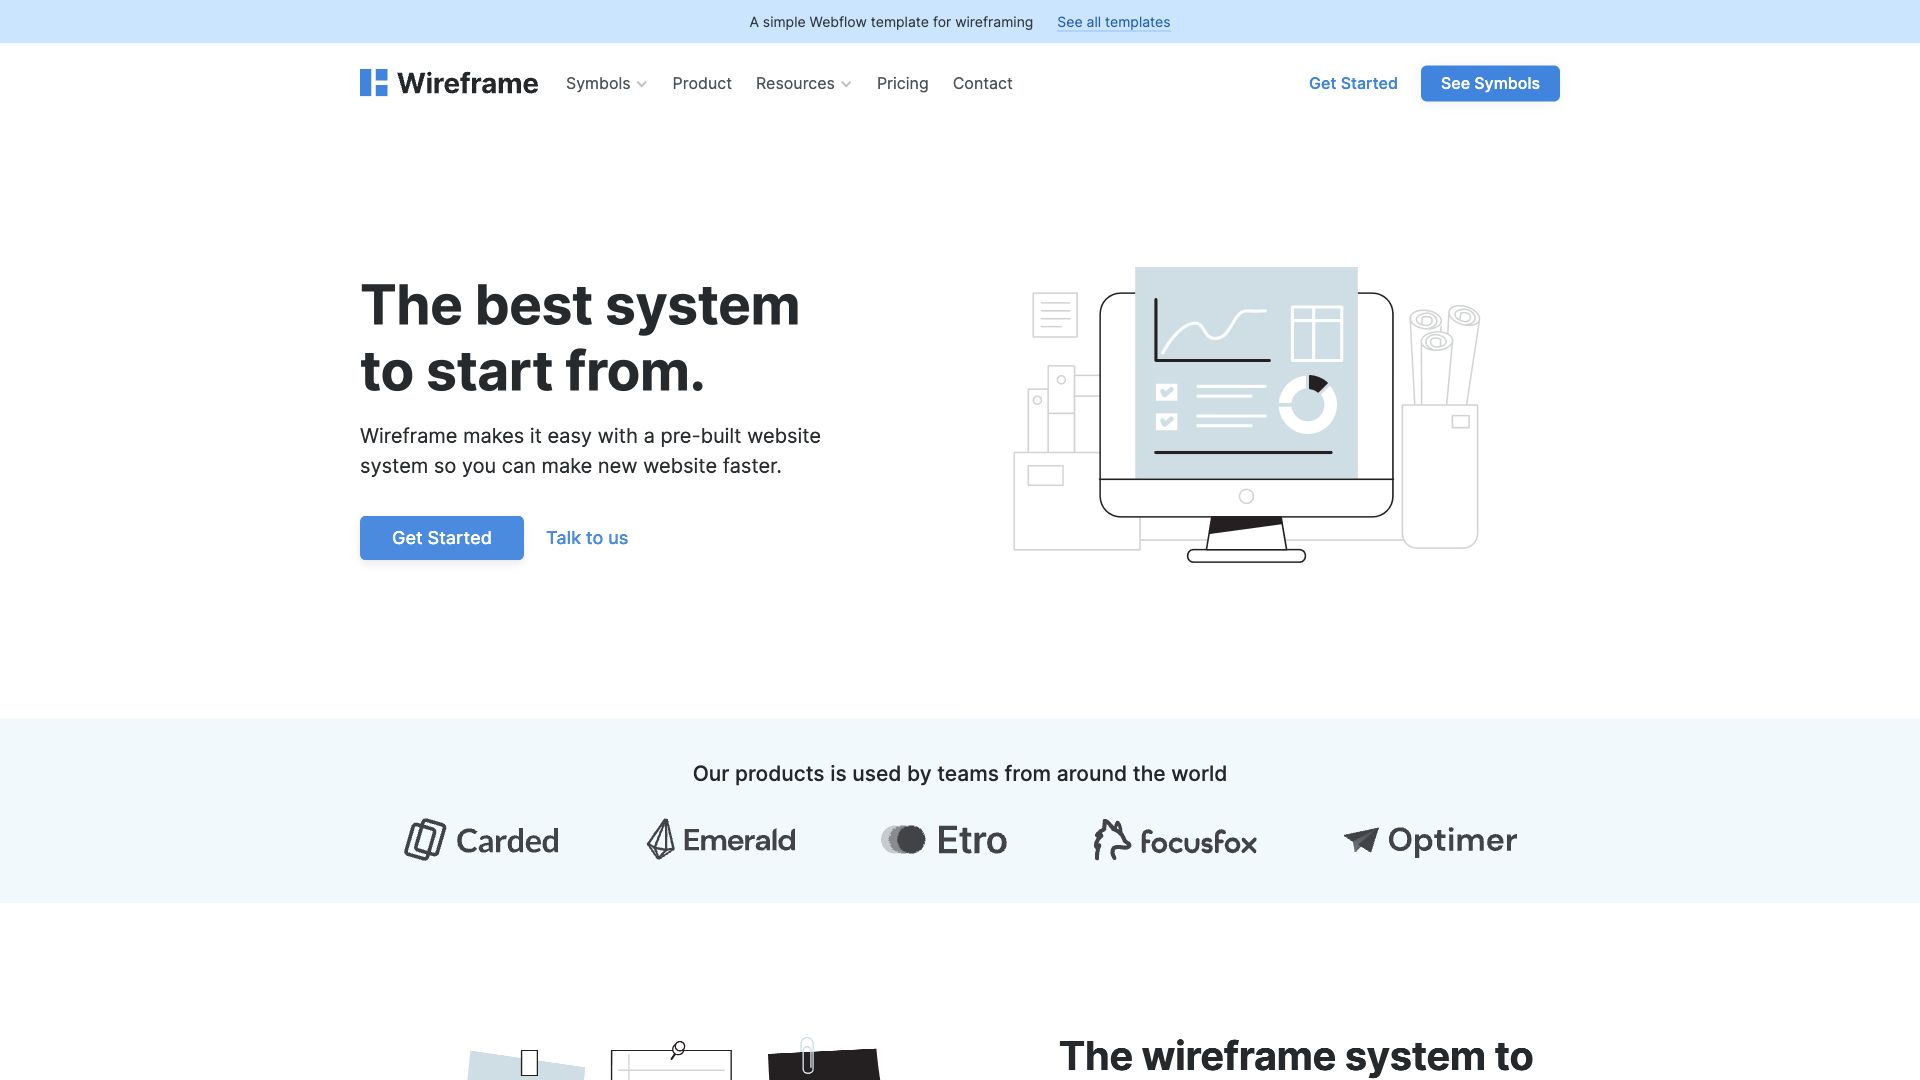 A simple Webflow template for wireframing See all templates
Wireframe Symbols Product Resources Pricing Contact Get Started See Symbols
The best system
to start from.
Wireframe makes it easy with a pre-built website
system so you can make new website faster.
Get Started Talk to us
Our products is used by teams from around the world
Carded Emerald Etro focusfox Optimer
The wireframe system to